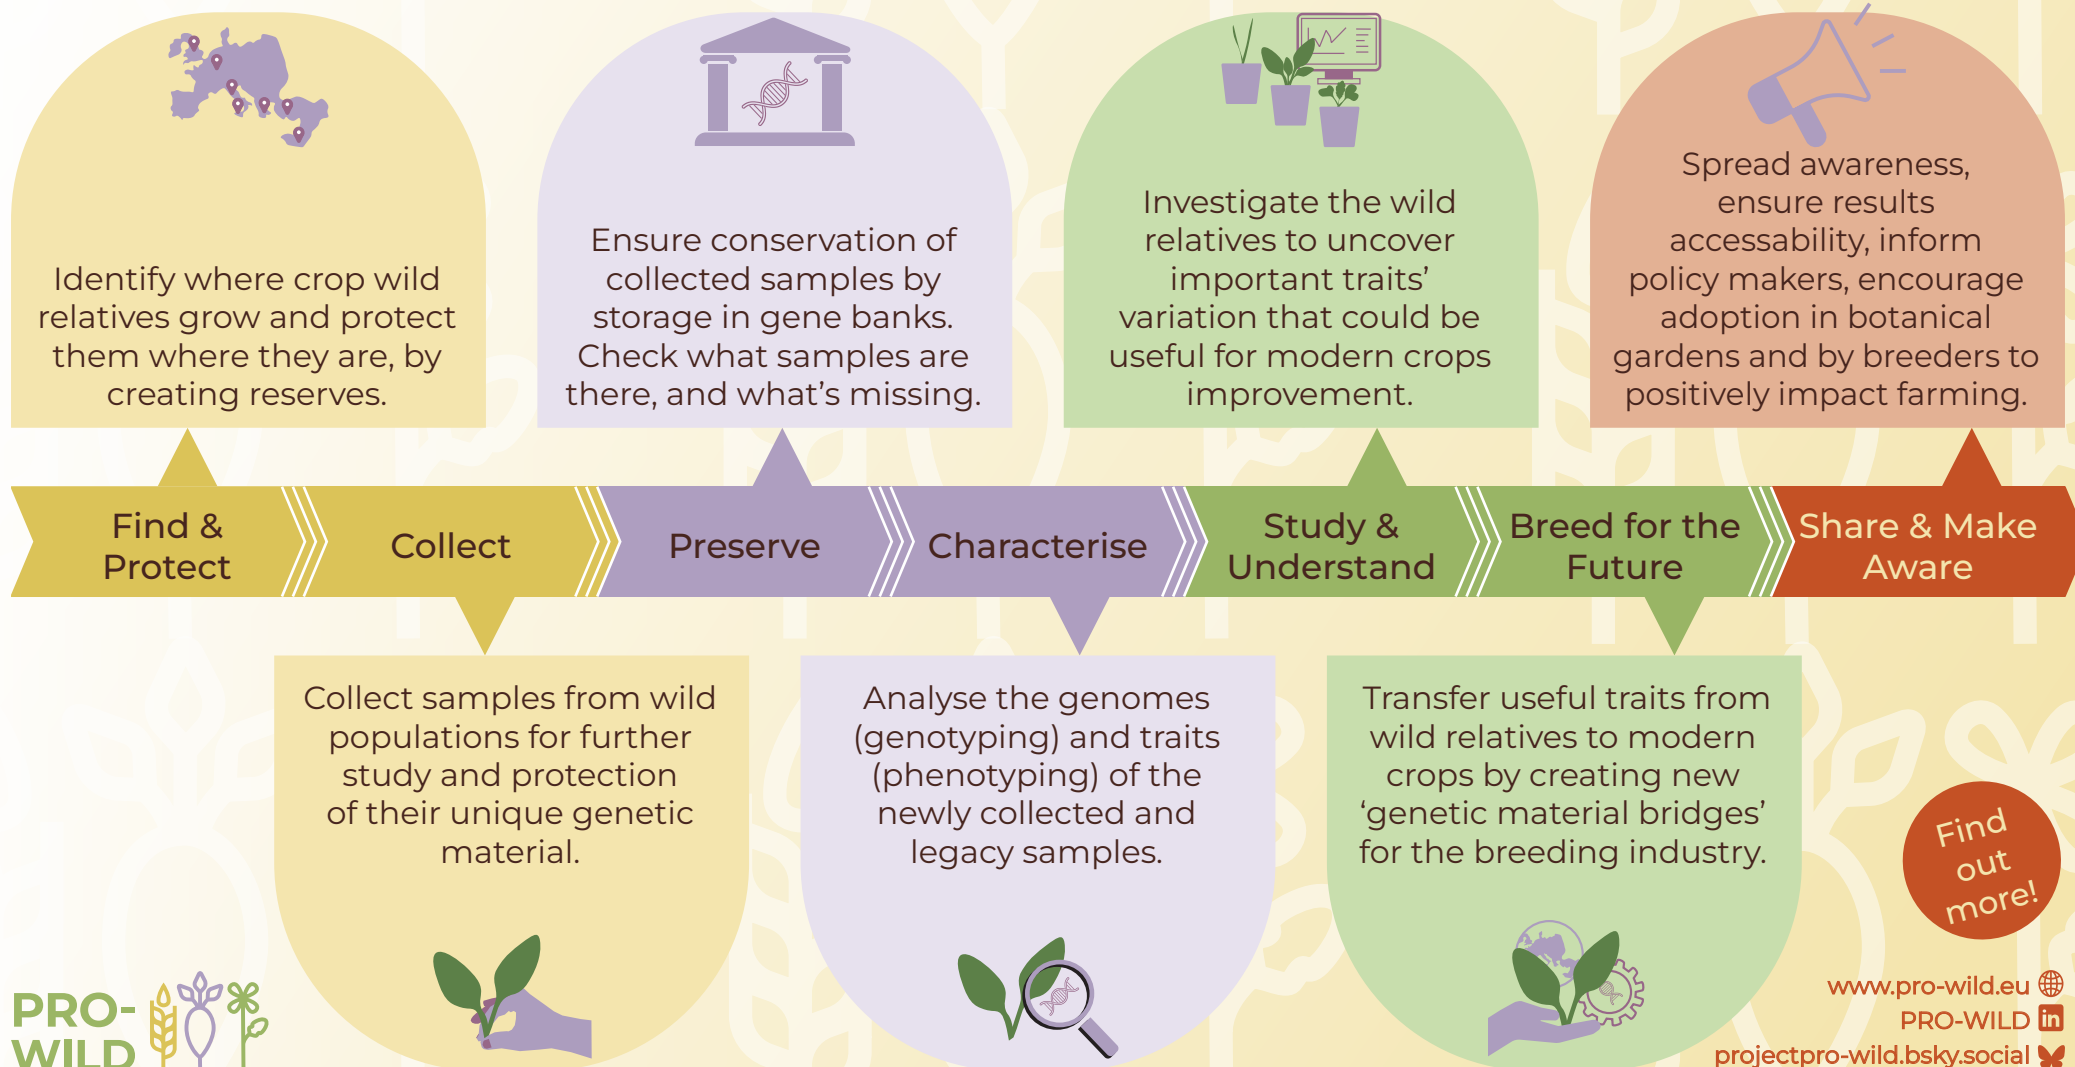 Identify where crop wild
relatives grow and protect
them where they are, by
creating reserves.
Ensure conservation of
collected samples by
storage in gene banks.
Check what samples are
there, and what's missing.
Investigate the wild
relatives to uncover
important traits'
variation that could be
useful for modern crops
improvement.
Spread awareness,
ensure results
accessability, inform
policy makers, encourage
adoption in botanical
gardens and by breeders to
positively impact farming.
Find &
Protect
Collect
Preserve
Characterise
Study &
Understand
Breed for the
Future
Share & Make
Aware
Collect samples from wild
populations for further
study and protection
of their unique genetic
material.
Analyse the genomes
(genotyping) and traits
(phenotyping) of the
newly collected and
legacy samples.
Transfer useful traits from
wild relatives to modern
crops by creating new
‘genetic material bridges’
for the breeding industry.
Find
out
more!
PRO-
WILD
www.pro-wild.eu
PRO-WILD in
projectpro-wild.bsky.social